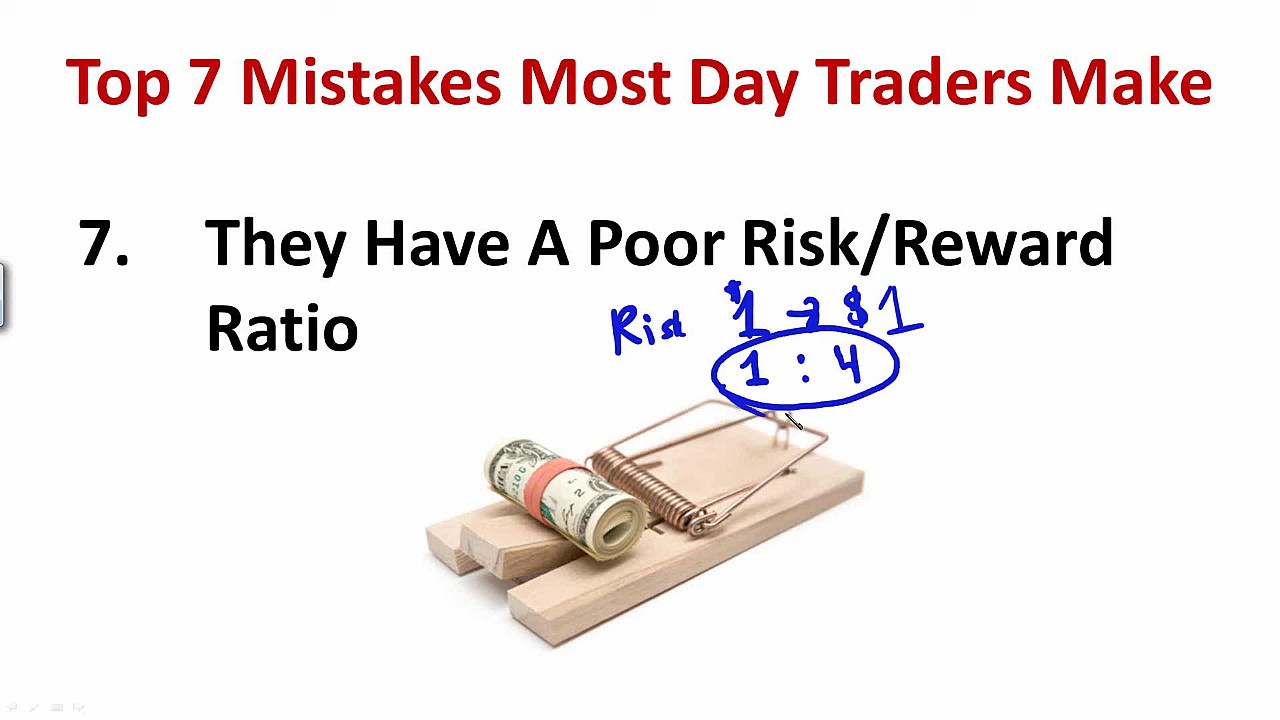 Top 7 Mistakes Most Day Traders Make
7. They Have A Poor Risk/Reward
Ratio
Risk $1 → $1
1 : 4